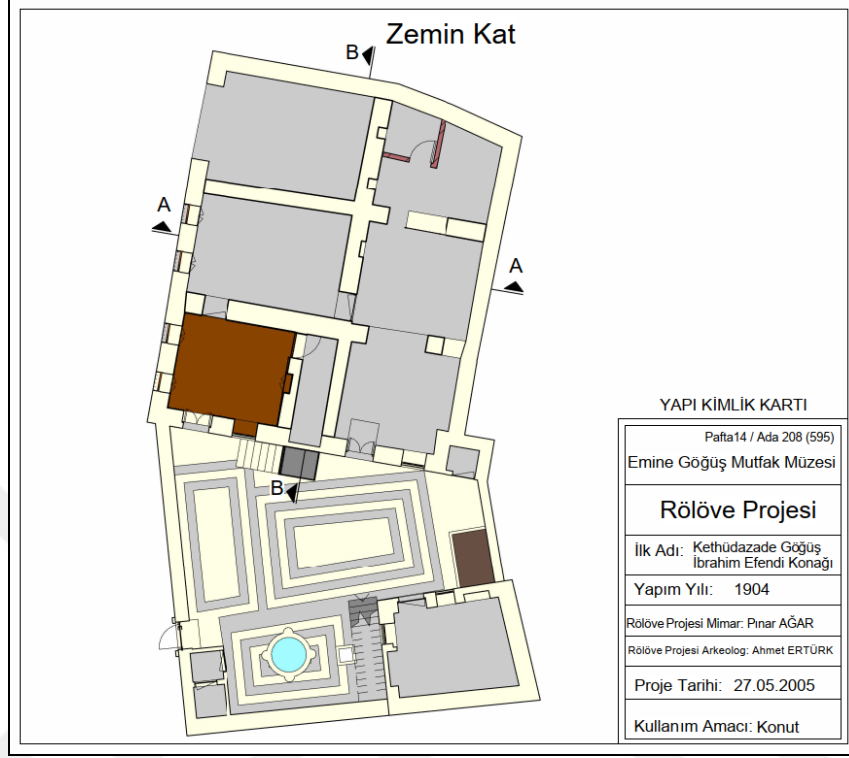 Zemin Kat
B
A
A
B
YAPI KİMLİK KARTI
Pafta14 / Ada 208 (595)
Emine Göğüş Mutfak Müzesi
Rölöve Projesi
İlk Adı: Kethüdazade Göğüş
İbrahim Efendi Konağı
Yapım Yılı: 1904
Rölöve Projesi Mimar: Pınar AĞAR
Rölöve Projesi Arkeolog: Ahmet ERTÜRK
Proje Tarihi: 27.05.2005
Kullanım Amacı: Konut